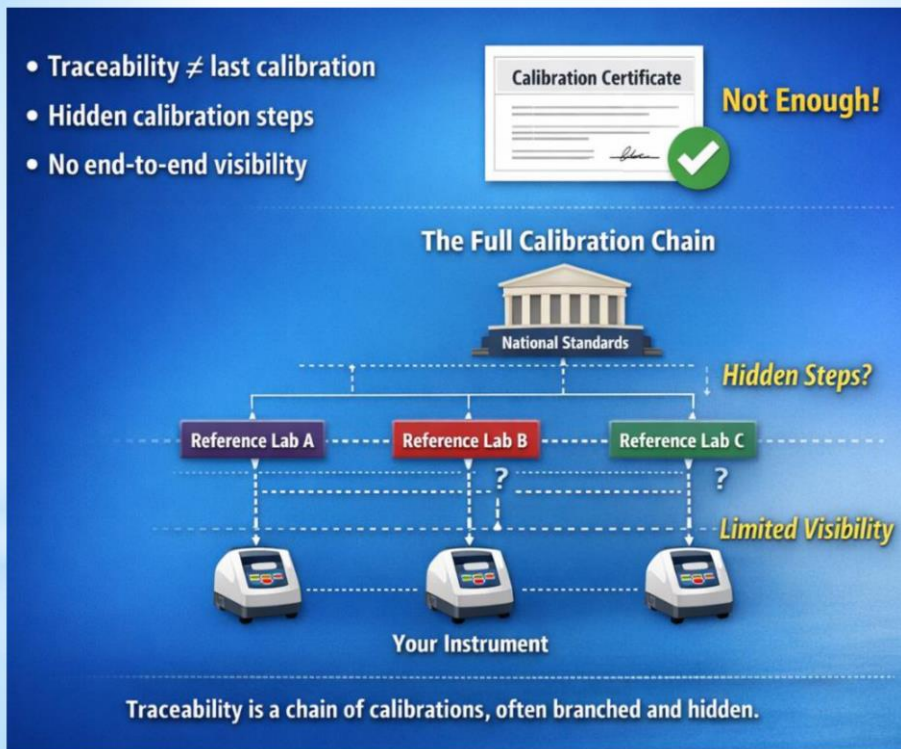 • Traceability ≠ last calibration
• Hidden calibration steps
• No end-to-end visibility
Calibration Certificate
Not Enough!
The Full Calibration Chain
National Standards
Hidden Steps?
Reference Lab A
Reference Lab B
Reference Lab C
?
?
Limited Visibility
Your Instrument
Traceability is a chain of calibrations, often branched and hidden.